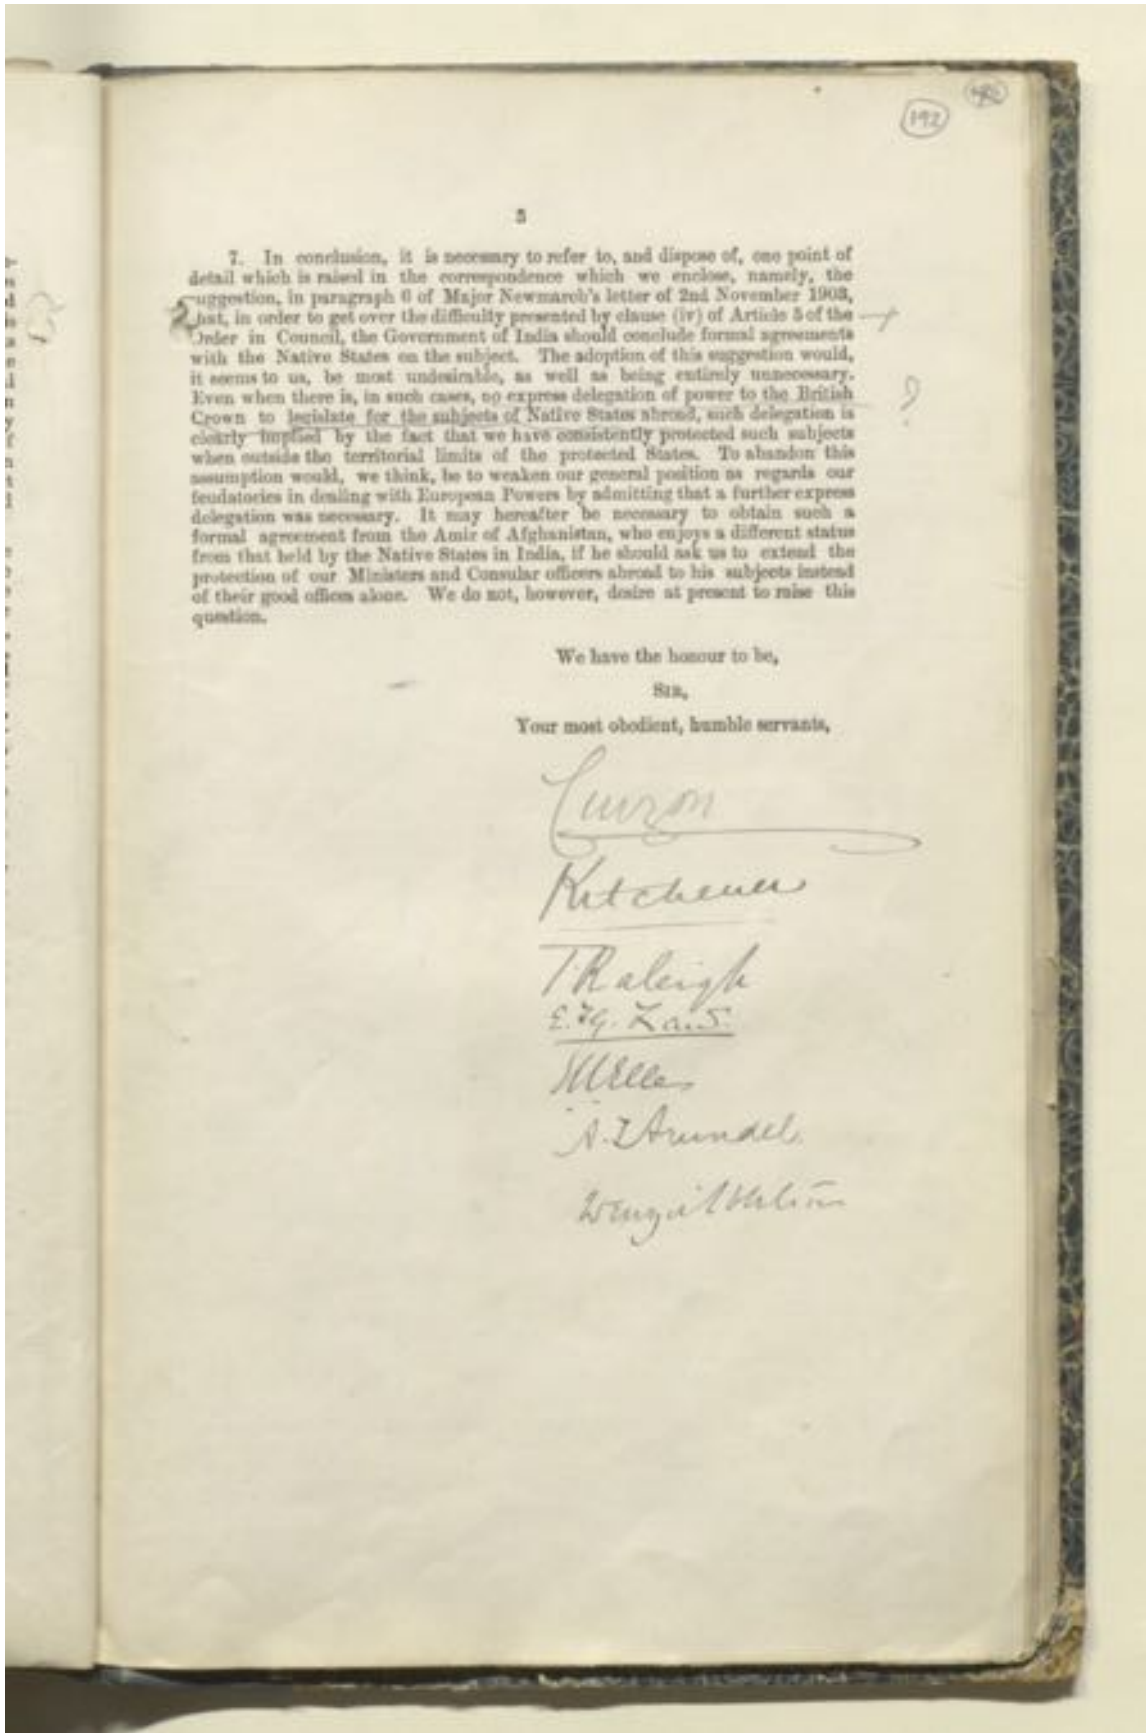 192
5
7. In conclusion, it is necessary to refer to, and dispose of, one point of
detail which is raised in the correspondence which we enclose, namely, the
suggestion, in paragraph 6 of Major Newmarch's letter of 2nd November 1903,
that, in order to get over the difficulty presented by clause (iv) of Article 5 of the
Order in Council, the Government of India should conclude formal agreements
with the Native States on the subject. The adoption of this suggestion would,
it seems to us, be most undesirable, as well as being entirely unnecessary.
Even when there is, in such cases, no express delegation of power to the British
Crown to legislate for the subjects of Native States abroad, such delegation is
clearly implied by the fact that we have consistently protected such subjects
when outside the territorial limits of the protected States. To abandon this
assumption would, we think, be to weaken our general position as regards our
feudatories in dealing with European Powers by admitting that a further express
delegation was necessary. It may hereafter be necessary to obtain such a
formal agreement from the Amir of Afghanistan, who enjoys a different status
from that held by the Native States in India, if he should ask us to extend the
protection of our Ministers and Consular officers abroad to his subjects instead
of their good offices alone. We do not, however, desire at present to raise this
question.
?
We have the honour to be,
SIR,
Your most obedient, humble servants,
Curzon
Kitchener
T Raleigh
E. F G. Law.
A. T Arundel